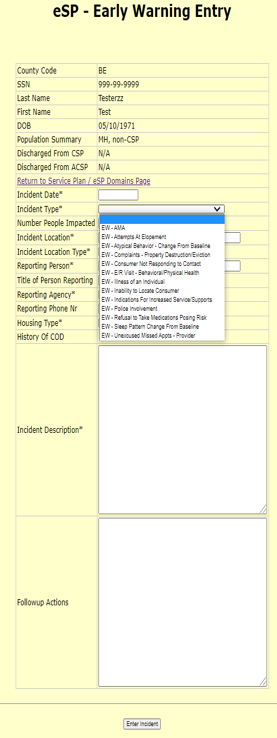 eSP - Early Warning Entry
County Code BE
SSN 999-99-9999
Last Name Testerzz
First Name Test
DOB 05/10/1971
Population Summary MH, non-CSP
Discharged From CSP N/A
Discharged From ACSP N/A
Return to Service Plan / eSP Domains Page
Incident Date*
Incident Type*
Number People Impacted
EW - AMA
Incident Location*
EW - Attempts At Elopement
EW - Atypical Behavior - Change From Baseline
Incident Location Type*
EW - Complaints - Property Destruction/Eviction
EW - Consumer Not Responding to Contact
Reporting Person*
EW - E/R Visit - Behavioral/Physical Health
Title of Person Reporting
EW - Illness of an Individual
EW - Inability to Locate Consumer
Reporting Agency*
EW - Indications For Increased Service/Supports
Reporting Phone Nr
EW - Police Involvement
EW - Refusal to Take Medications Posing Risk
Housing Type*
EW - Sleep Pattern Change From Baseline
History Of COD
EW - Unexcused Missed Appts - Provider
Incident Description*
Followup Actions
Enter Incident